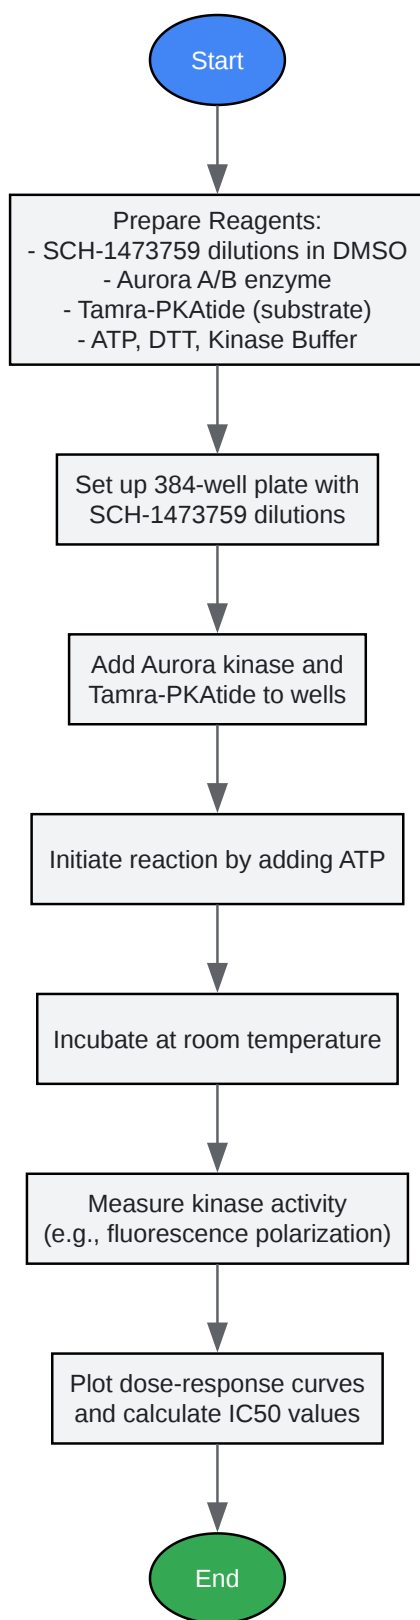 Start
Prepare Reagents:
- SCH-1473759 dilutions in DMSO
- Aurora A/B enzyme
- Tamra-PKAtide (substrate)
- ATP, DTT, Kinase Buffer
Set up 384-well plate with
SCH-1473759 dilutions
Add Aurora kinase and
Tamra-PKAtide to wells
Initiate reaction by adding ATP
Incubate at room temperature
Measure kinase activity
(e.g., fluorescence polarization)
Plot dose-response curves
and calculate IC50 values
End